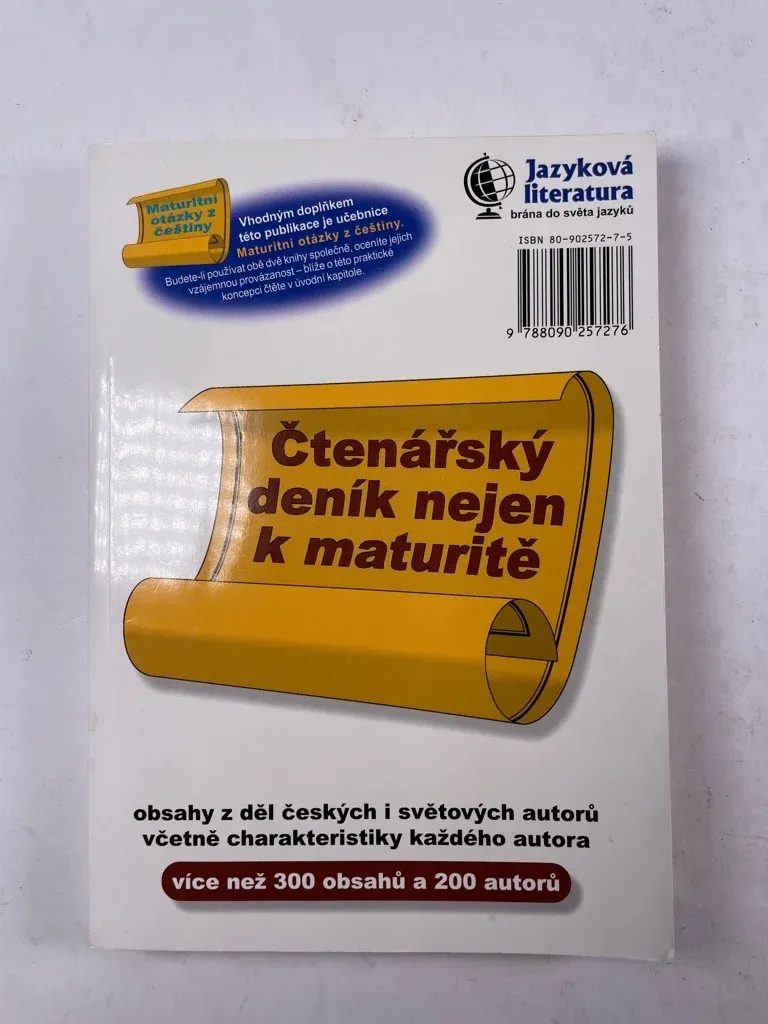 Maturitní
otázky z
češtiny
Vhodným doplňkem
této publikace je učebnice
Maturitní otázky z češtiny.
Budete-li používat obě dvě knihy společně, oceníte jejich
vzájemnou provázanost – blíže o této praktické
koncepci čtěte v úvodní kapitole.
Jazyková
literatura
brána do světa jazyků
ISBN 80-902572-7-5
9 788090 257276
Čtenářský
deník nejen
k maturitě
obsahy z děl českých i světových autorů
včetně charakteristiky každého autora
více než 300 obsahů a 200 autorů